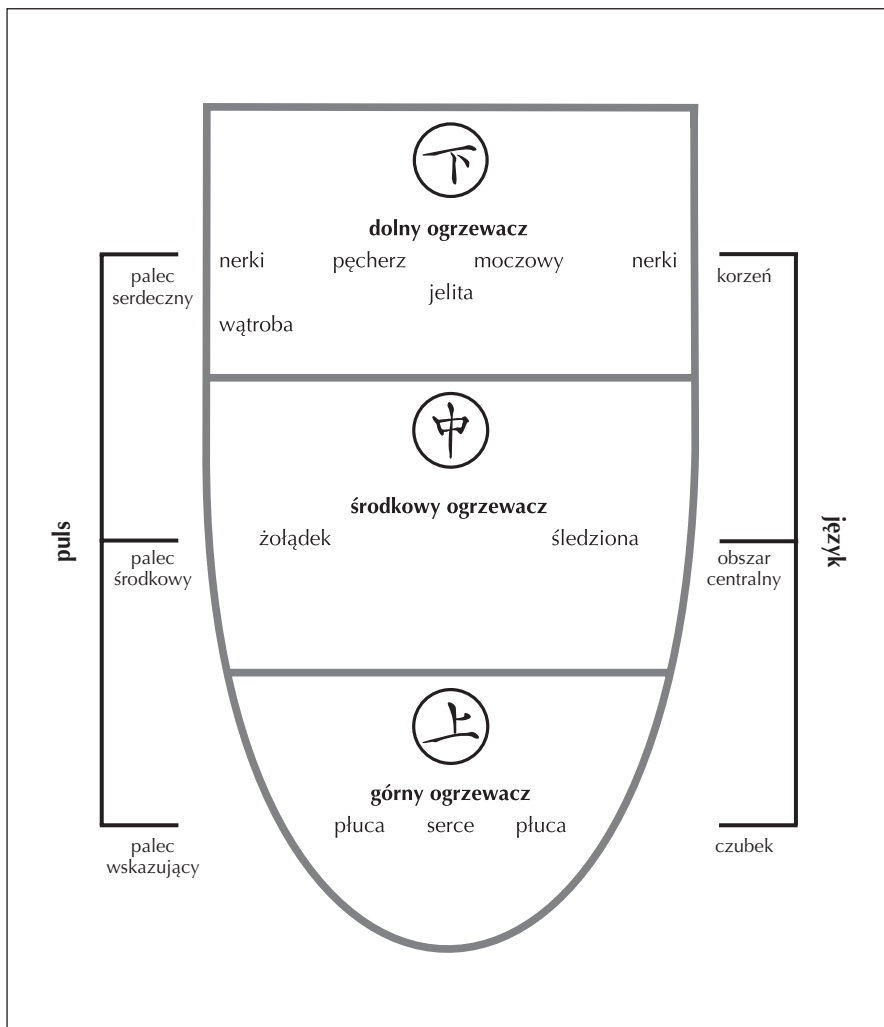 下
dolny ogrzewacz
nerki pęcherz moczowy nerki
jelita
wątroba
palec
serdeczny
korzeń
中
środkowy ogrzewacz
żołądek śledziona
puls
palec
środkowy
obszar
centralny
język
上
górny ogrzewacz
płuca serce płuca
palec
wskazujący
czubek